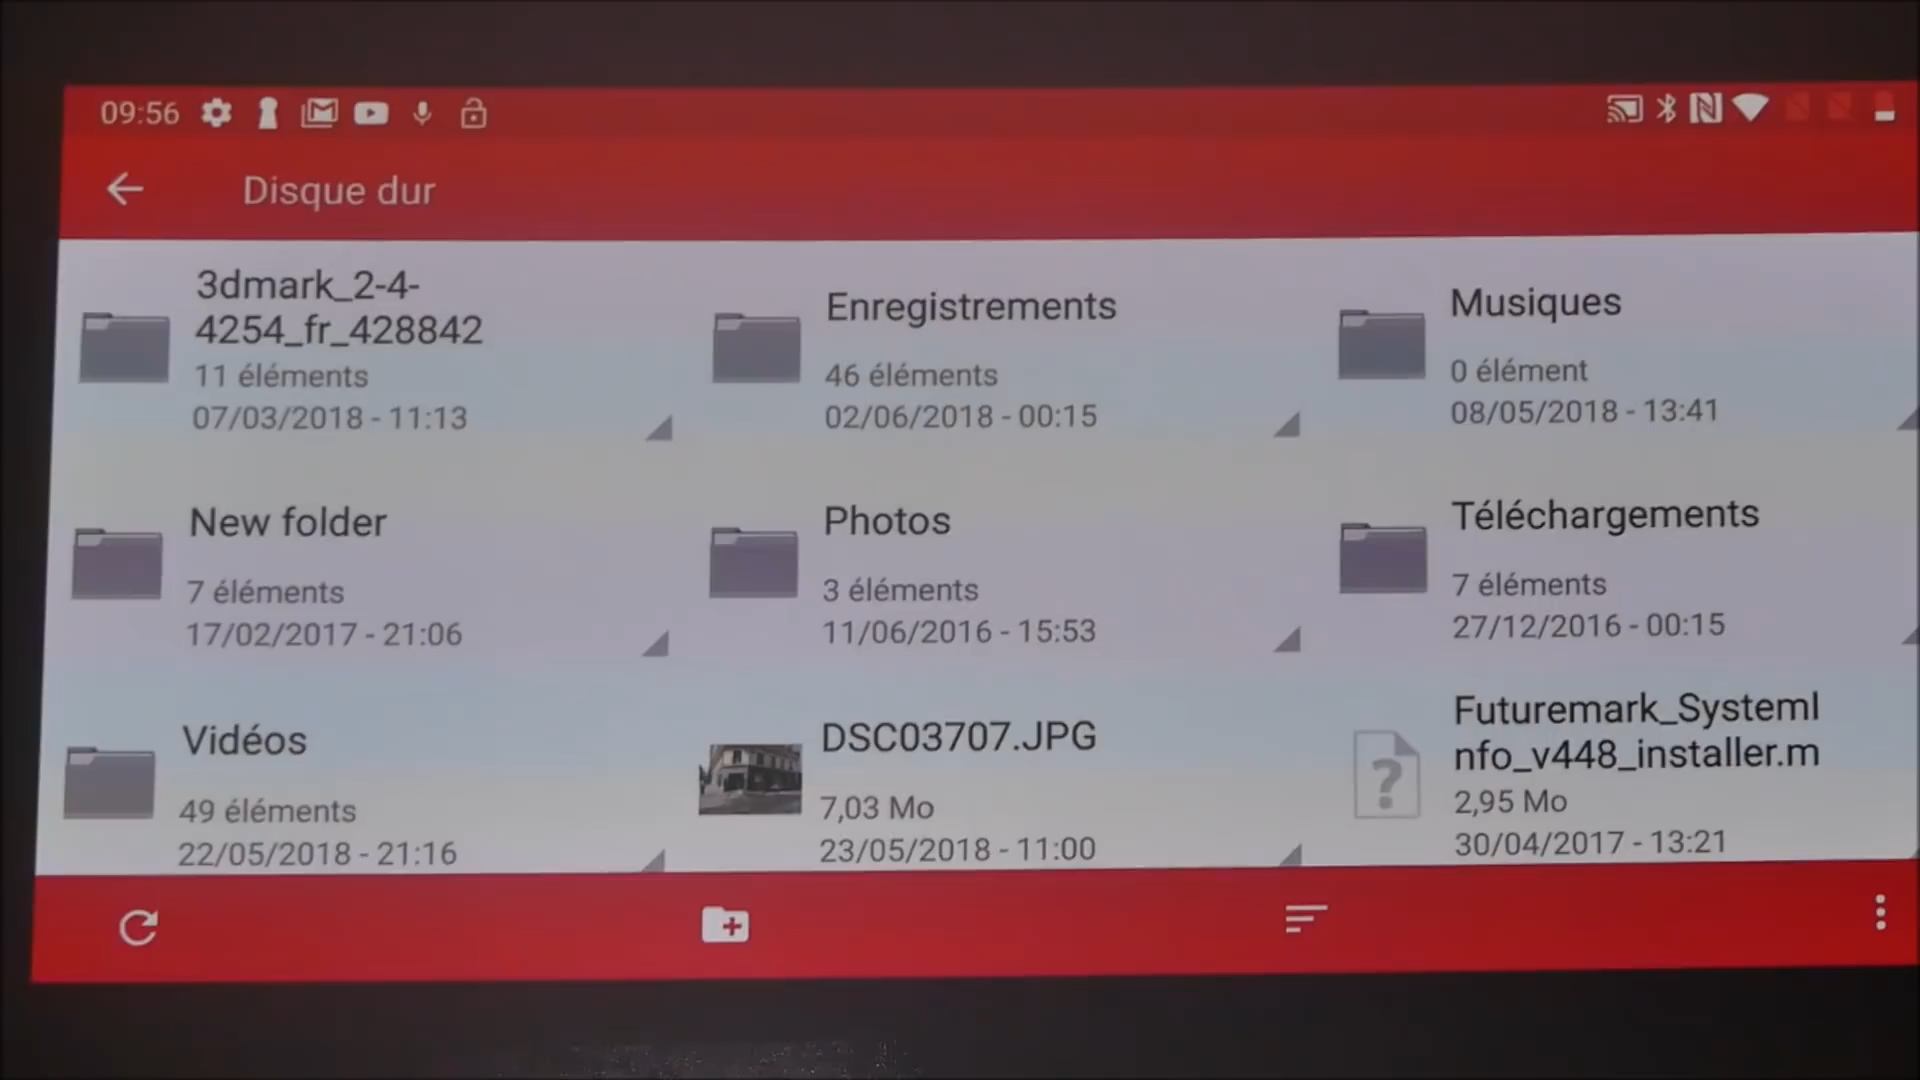 09:56
Disque dur
3dmark_2-4-
4254_fr_428842
11 éléments
07/03/2018 - 11:13
Enregistrements
46 éléments
02/06/2018 - 00:15
Musiques
0 élément
08/05/2018 - 13:41
New folder
7 éléments
17/02/2017 - 21:06
Photos
3 éléments
11/06/2016 - 15:53
Téléchargements
7 éléments
27/12/2016 - 00:15
Vidéos
49 éléments
22/05/2018 - 21:16
DSC03707.JPG
7,03 Mo
23/05/2018 - 11:00
Futuremark_SystemI
nfo_v448_installer.m
2,95 Mo
30/04/2017 - 13:21